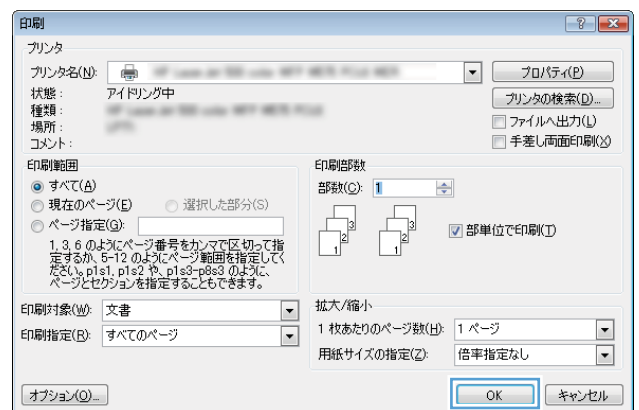 印刷
プリンタ
プリンタ名(N):
プロパティ(P)
状態: アイドリング中
プリンタの検索(D)...
種類:
場所:
ファイルへ出力(L)
コメント:
手差し両面印刷(X)
印刷範囲
すべて(A)
現在のページ(E) 選択した部分(S)
ページ指定(G):
1, 3, 6 のようにページ番号をカンマで区切って指
定するか、5-12 のようにページ範囲を指定してく
ださい。p1s1, p1s2 や、p1s3-p8s3 のように、
ページとセクションを指定することもできます。
印刷部数
部数(C): 1
1 2 3 1 2 3
部単位で印刷(T)
印刷対象(W): 文書
印刷指定(R): すべてのページ
拡大/縮小
1 枚あたりのページ数(H): 1 ページ
用紙サイズの指定(Z): 倍率指定なし
オプション(O)...
OK キャンセル